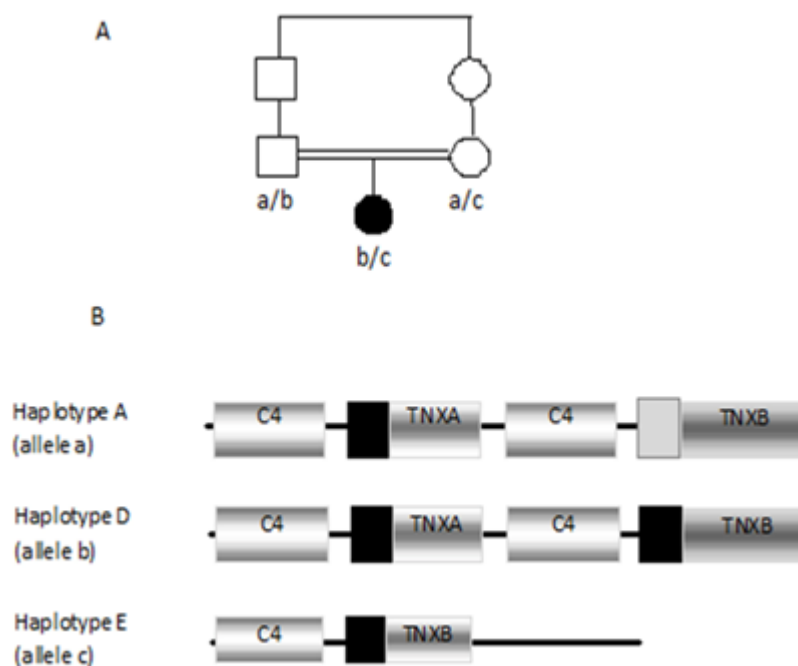 A
a/b
a/c
b/c
B
Haplotype A
(allele a)
C4
TNXA
C4
TNXB
Haplotype D
(allele b)
C4
TNXA
C4
TNXB
Haplotype E
(allele c)
C4
TNXB